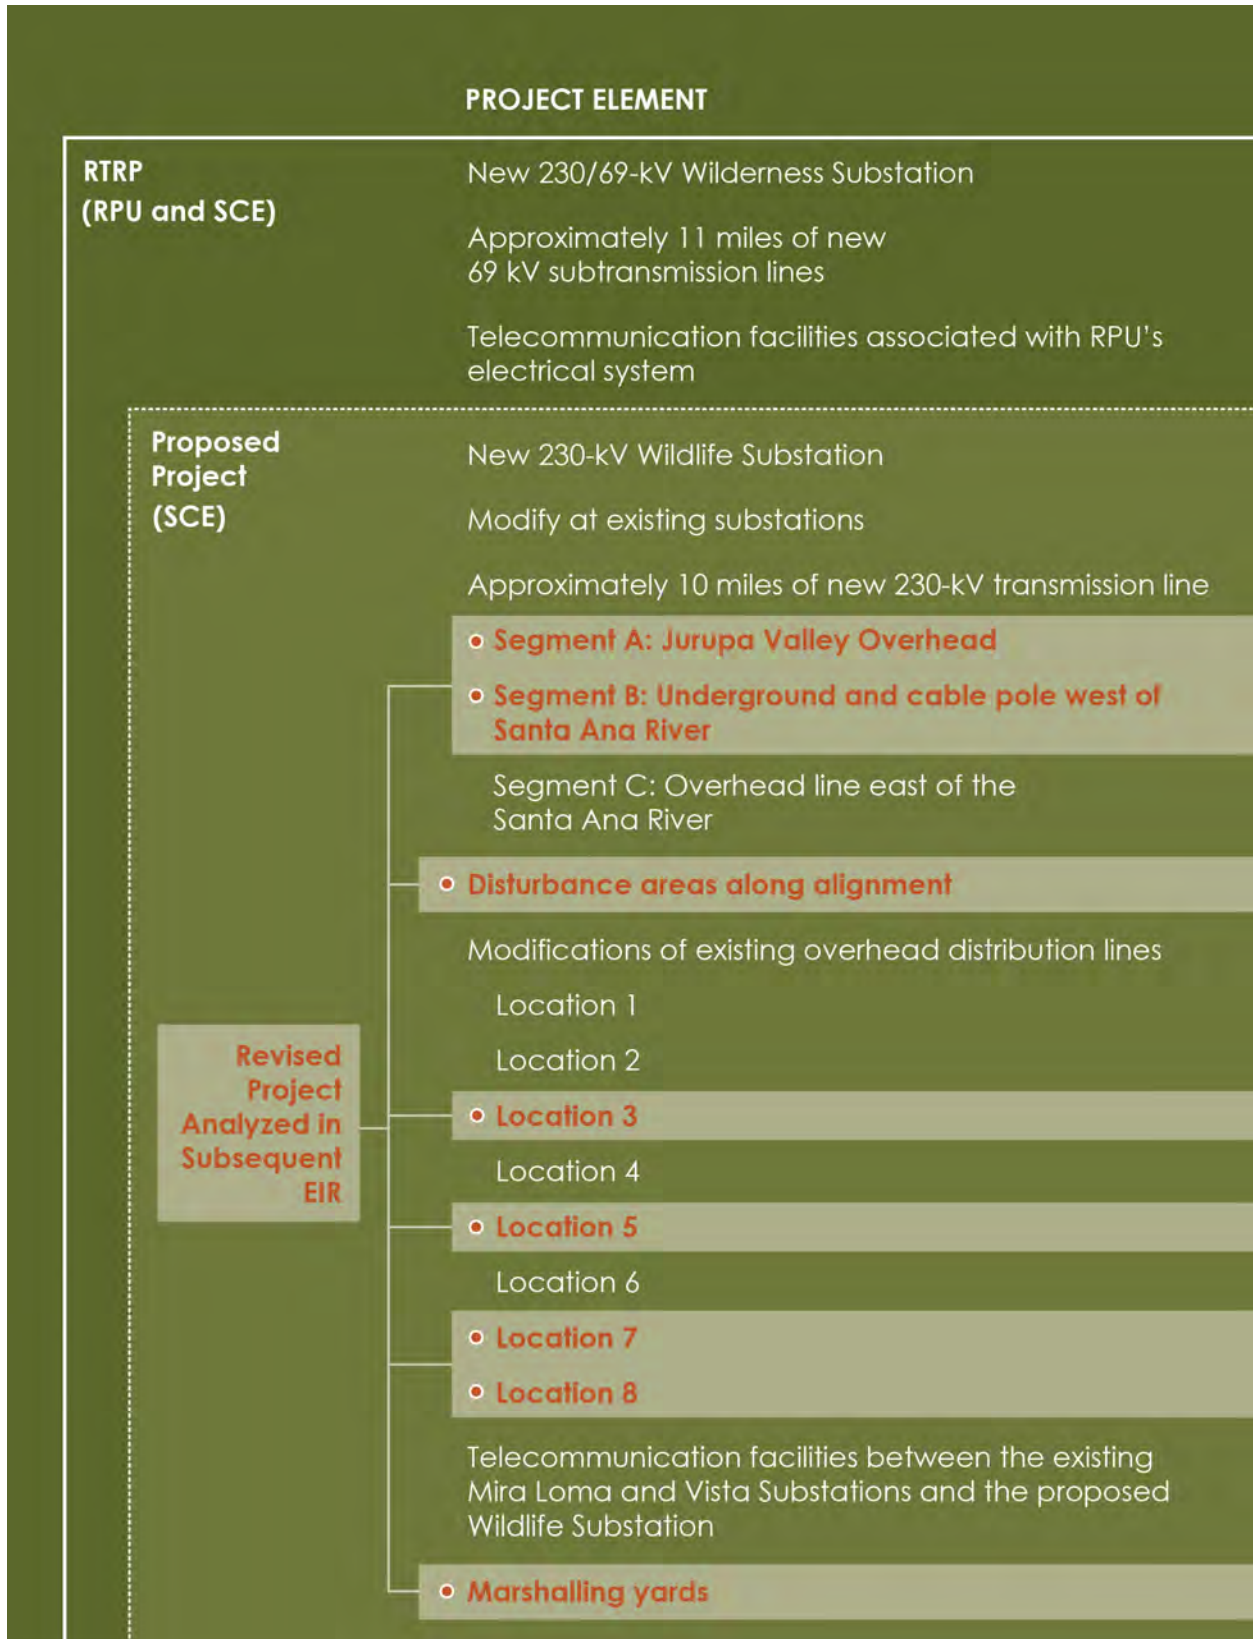 PROJECT ELEMENT
RTRP
(RPU and SCE)
New 230/69-kV Wilderness Substation
Approximately 11 miles of new
69 kV subtransmission lines
Telecommunication facilities associated with RPU's
electrical system
Proposed
Project
(SCE)
New 230-kV Wildlife Substation
Modify at existing substations
Approximately 10 miles of new 230-kV transmission line
Segment A: Jurupa Valley Overhead
Segment B: Underground and cable pole west of
Santa Ana River
Segment C: Overhead line east of the
Santa Ana River
Disturbance areas along alignment
Modifications of existing overhead distribution lines
Location 1
Location 2
Revised
Project
Analyzed in
Subsequent
EIR
Location 3
Location 4
Location 5
Location 6
Location 7
Location 8
Telecommunication facilities between the existing
Mira Loma and Vista Substations and the proposed
Wildlife Substation
Marshalling yards